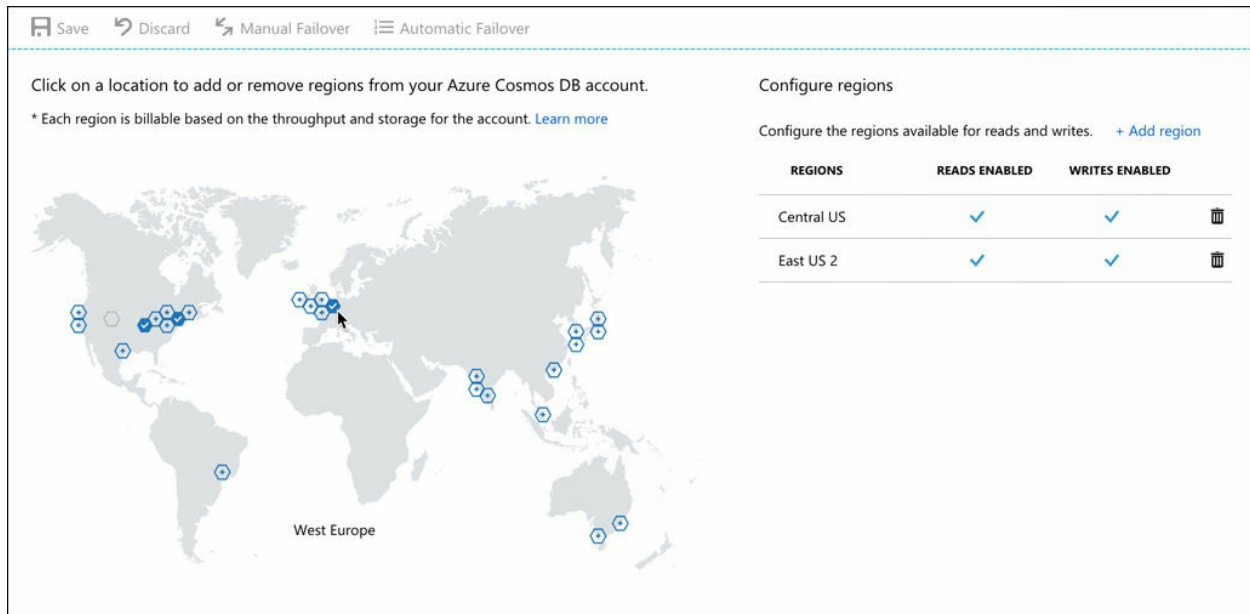 Save Discard Manual Failover Automatic Failover
Click on a location to add or remove regions from your Azure Cosmos DB account.
* Each region is billable based on the throughput and storage for the account. Learn more
West Europe
Configure regions
Configure the regions available for reads and writes. + Add region
REGIONS READS ENABLED WRITES ENABLED
Central US
East US 2